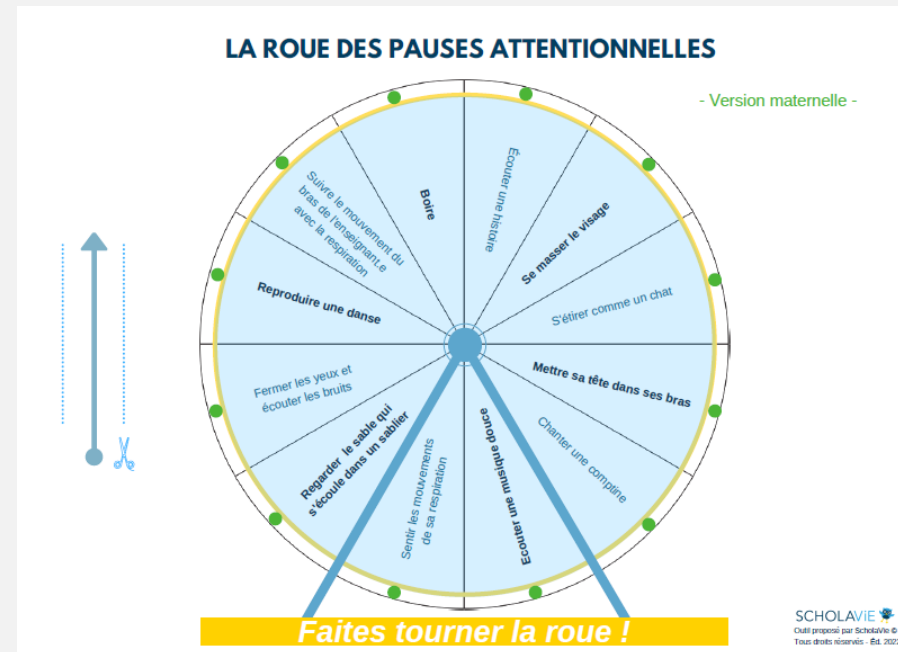 LA ROUE DES PAUSES ATTENTIONNELLES
- Version maternelle -
Écouter une histoire
Se masser le visage
S'étirer comme un chat
Mettre sa tête dans ses bras
Chanter une comptine
Ecouter une musique douce
Sentir les mouvements
de sa respiration
Regarder le sable qui
s'écoule dans un sablier
Fermer les yeux et
écouter les bruits
Reproduire une danse
Suivre le mouvement du
bras de l'enseignant.e
avec la respiration
Boire
Faites tourner la roue !
SCHOLAViE
Outil proposé par ScholaVie ©
Tous droits réservés - Éd.